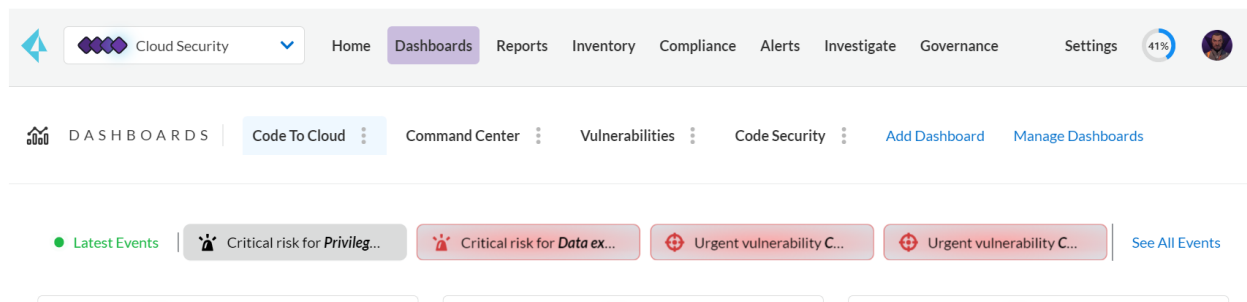 Cloud Security Home Dashboards Reports Inventory Compliance Alerts Investigate Governance Settings 41%
DASHBOARDS Code To Cloud Command Center Vulnerabilities Code Security Add Dashboard Manage Dashboards
Latest Events Critical risk for Privileg... Critical risk for Data ex... Urgent vulnerability C... Urgent vulnerability C... See All Events